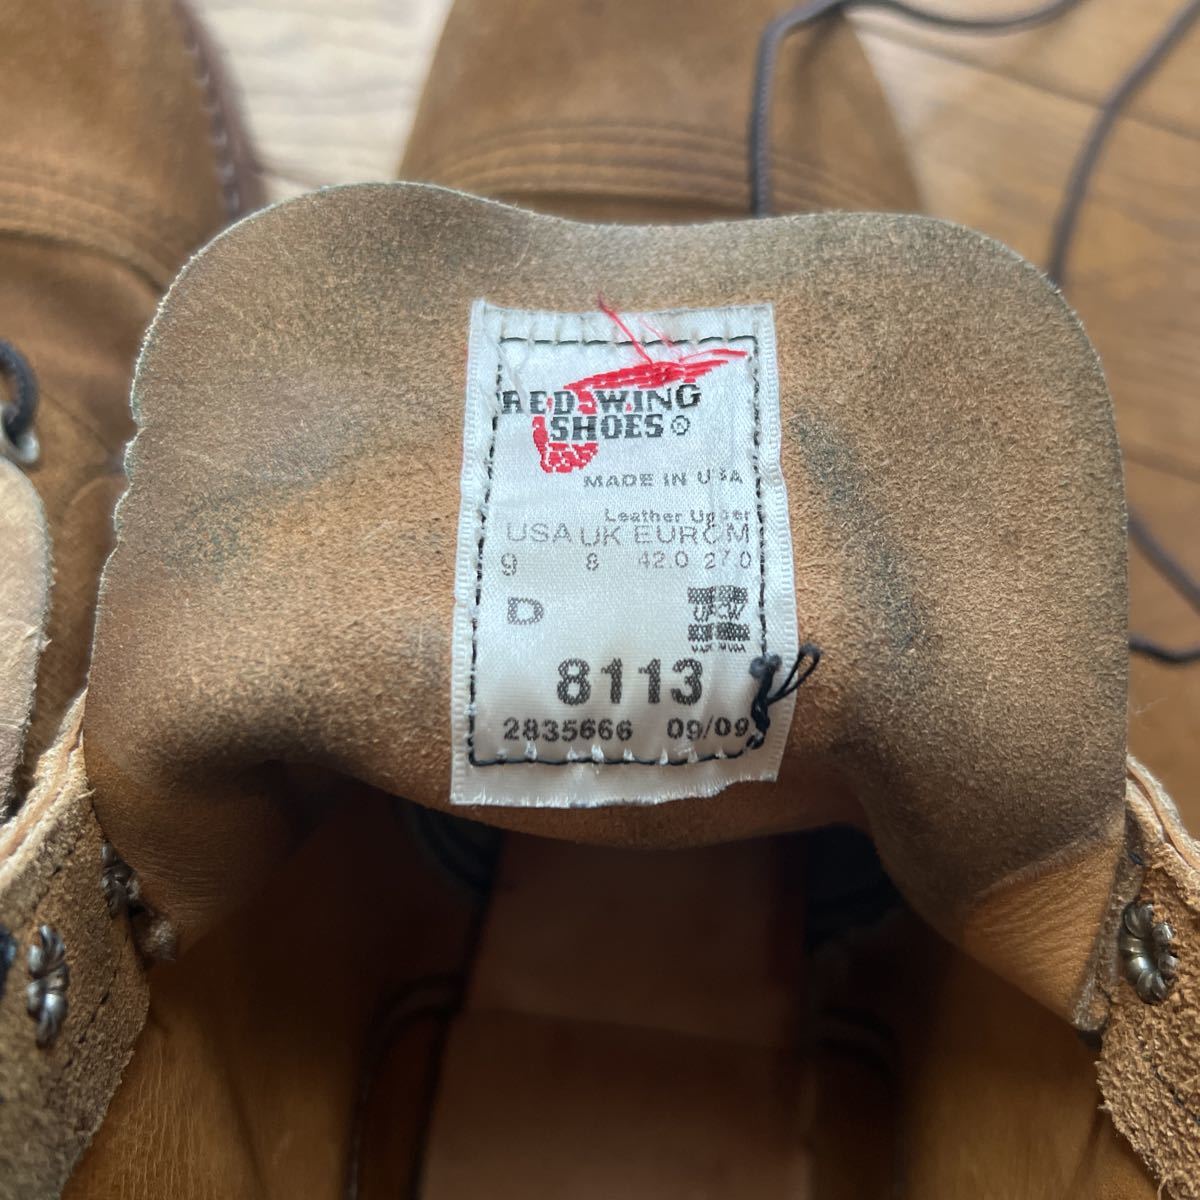 RED WING
SHOES®
MADE IN USA
Leather Upper
USA UK EUR CM
9 8 42.0 27.0
D
8113
2835666 09/09